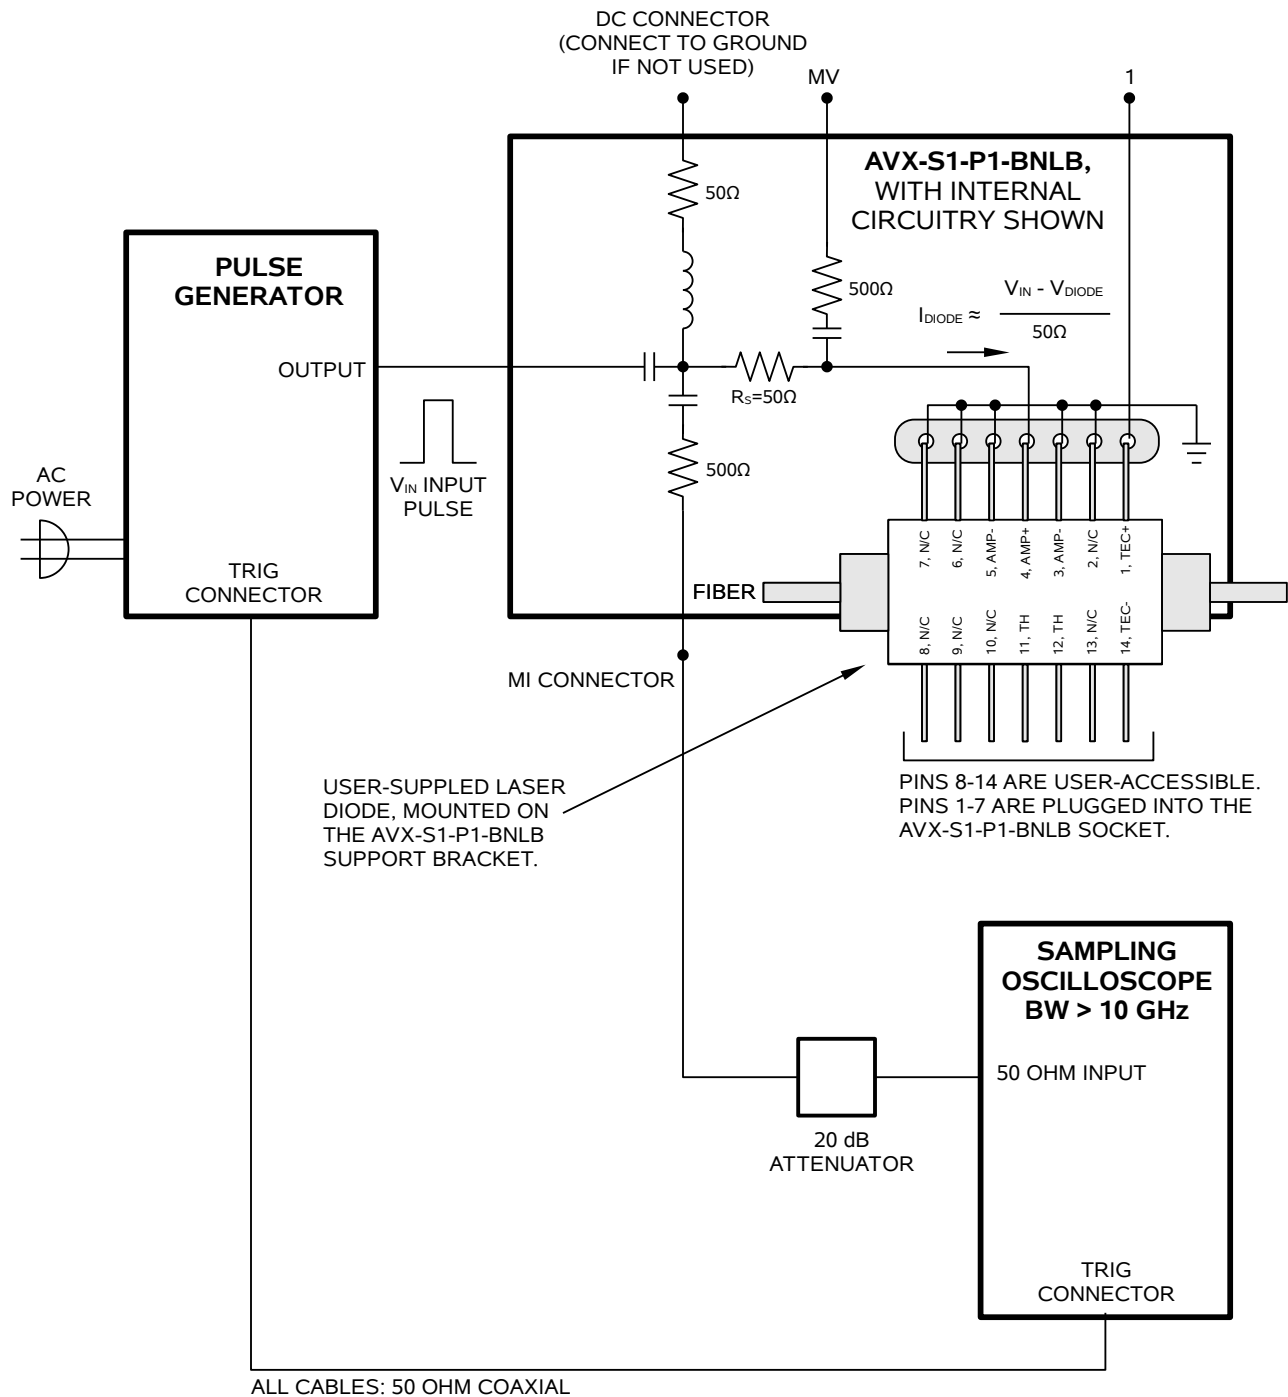 DC CONNECTOR
(CONNECT TO GROUND
IF NOT USED)
MV
1
AVX-S1-P1-BNLB,
WITH INTERNAL
CIRCUITRY SHOWN
50Ω
PULSE
GENERATOR
500Ω
I_DIODE ≈
V_IN - V_DIODE
50Ω
OUTPUT
R_S=50Ω
500Ω
AC
POWER
V_IN INPUT
PULSE
7, N/C
6, N/C
5, AMP-
4, AMP+
3, AMP-
2, N/C
1, TEC+
TRIG
CONNECTOR
FIBER
8, N/C
9, N/C
10, N/C
11, TH
12, TH
13, N/C
14, TEC-
MI CONNECTOR
USER-SUPPLED LASER
DIODE, MOUNTED ON
THE AVX-S1-P1-BNLB
SUPPORT BRACKET.
PINS 8-14 ARE USER-ACCESSIBLE.
PINS 1-7 ARE PLUGGED INTO THE
AVX-S1-P1-BNLB SOCKET.
SAMPLING
OSCILLOSCOPE
BW > 10 GHz
50 OHM INPUT
20 dB
ATTENUATOR
TRIG
CONNECTOR
ALL CABLES: 50 OHM COAXIAL